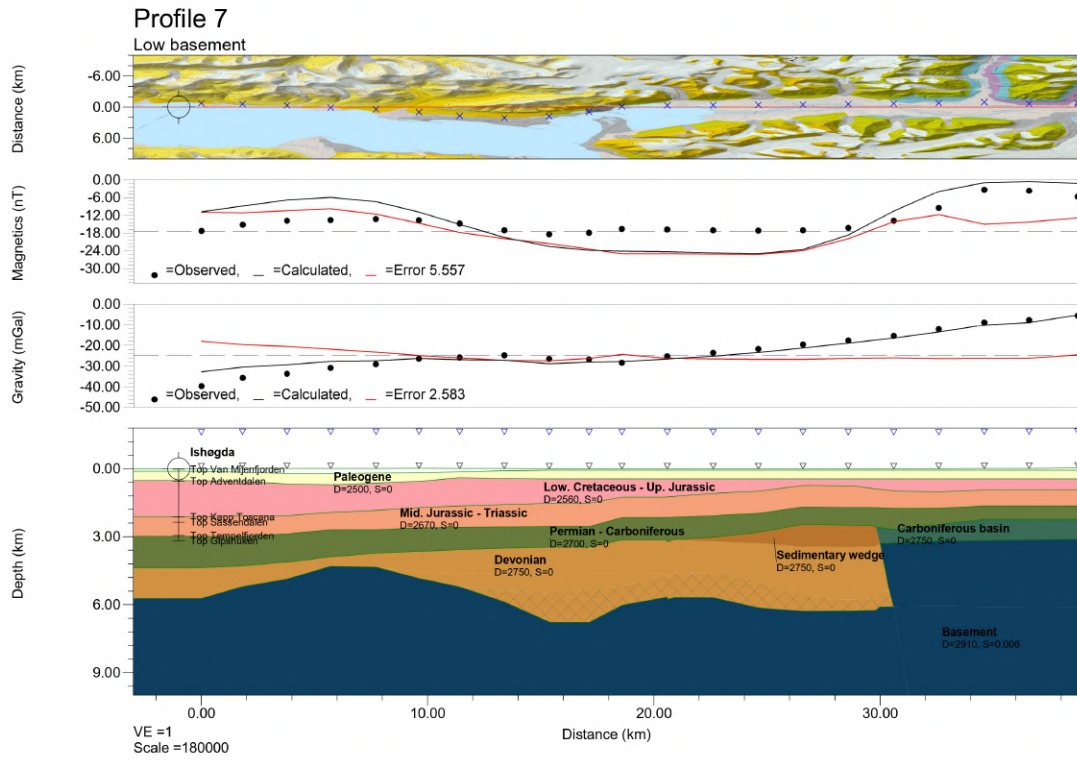 Profile 7
Low basement
Distance (km)
-6.00
0.00
6.00
Magnetics (nT)
0.00
-6.00
-12.00
-18.00
-24.00
-30.00
=Observed, =Calculated, =Error 5.557
Gravity (mGal)
0.00
-10.00
-20.00
-30.00
-40.00
-50.00
=Observed, =Calculated, =Error 2.583
Depth (km)
0.00
3.00
6.00
9.00
Ishøgda
Top Van Mijenfjorden
Top Adventdalen
Top Kapp Toscana
Top Sassendalen
Top Tempelfjorden
Top Gipshuken
Paleogene
D=2500, S=0
Low. Cretaceous - Up. Jurassic
D=2560, S=0
Mid. Jurassic - Triassic
D=2670, S=0
Permian - Carboniferous
D=2700, S=0
Carboniferous basin
D=2750, S=0
Devonian
D=2750, S=0
Sedimentary wedge
D=2750, S=0
Basement
D=2910, S=0.006
0.00 10.00 20.00 30.00
Distance (km)
VE =1
Scale =180000